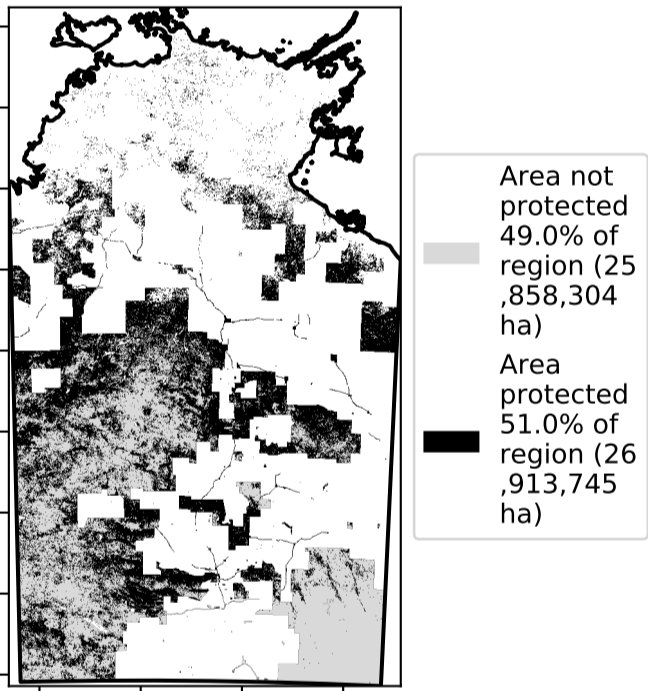 Area not
protected
49.0% of
region (25
,858,304
ha)
Area
protected
51.0% of
region (26
,913,745
ha)